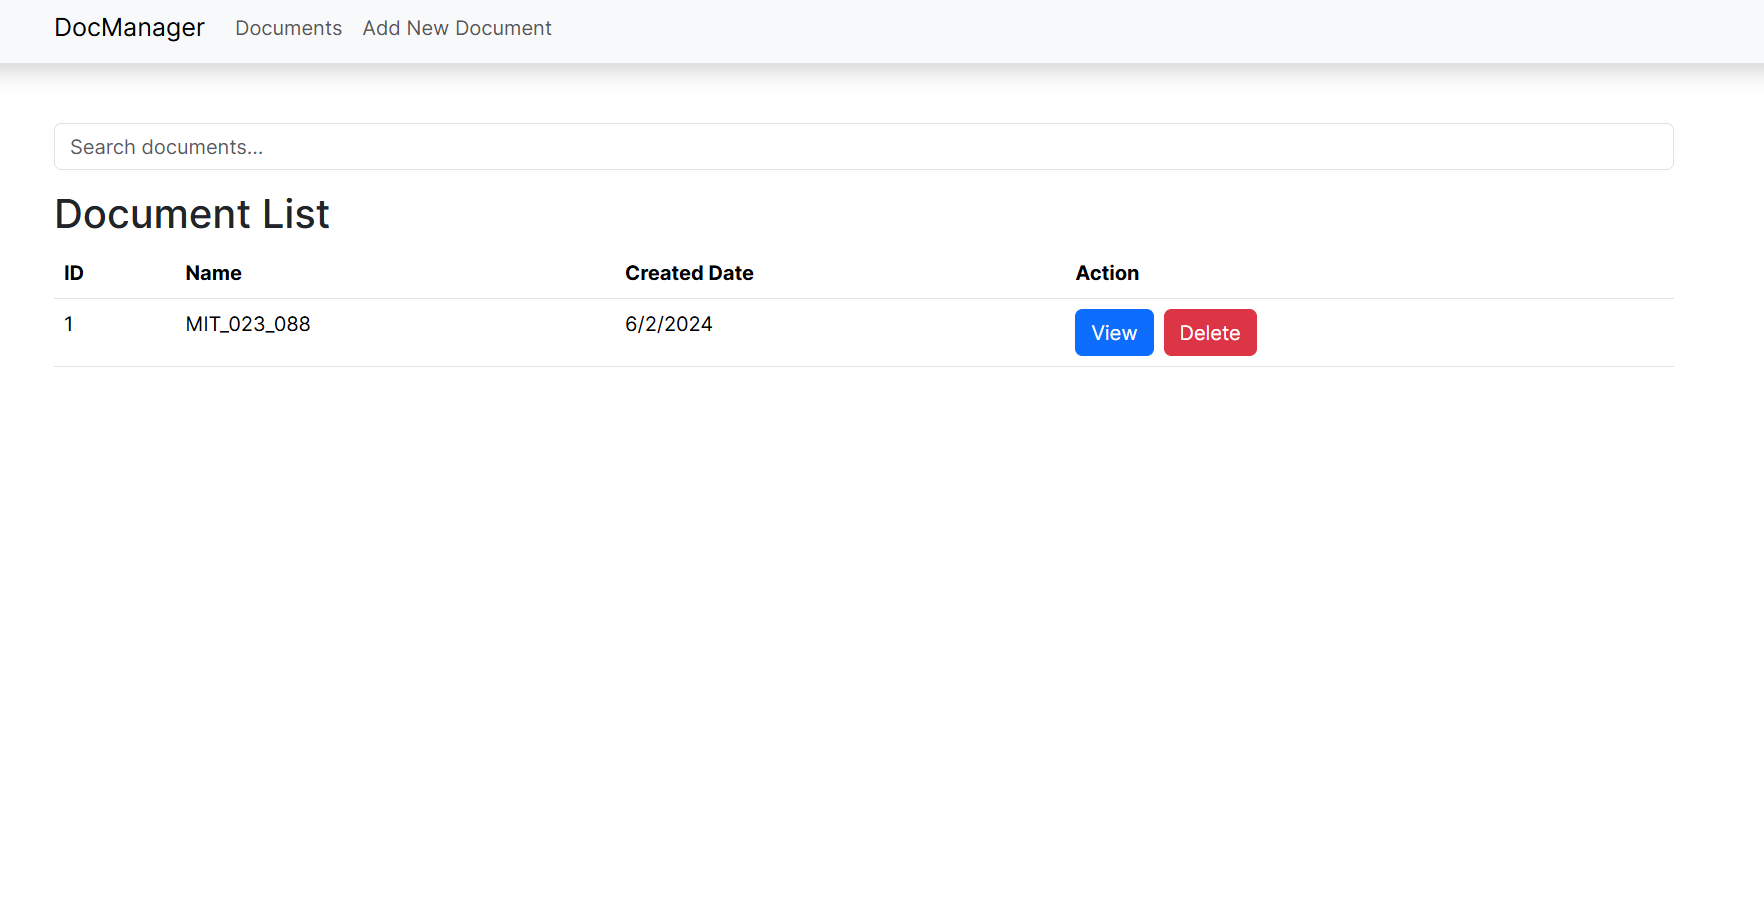 DocManager Documents Add New Document
Search documents...
Document List
ID Name Created Date Action
1 MIT_023_088 6/2/2024 View Delete